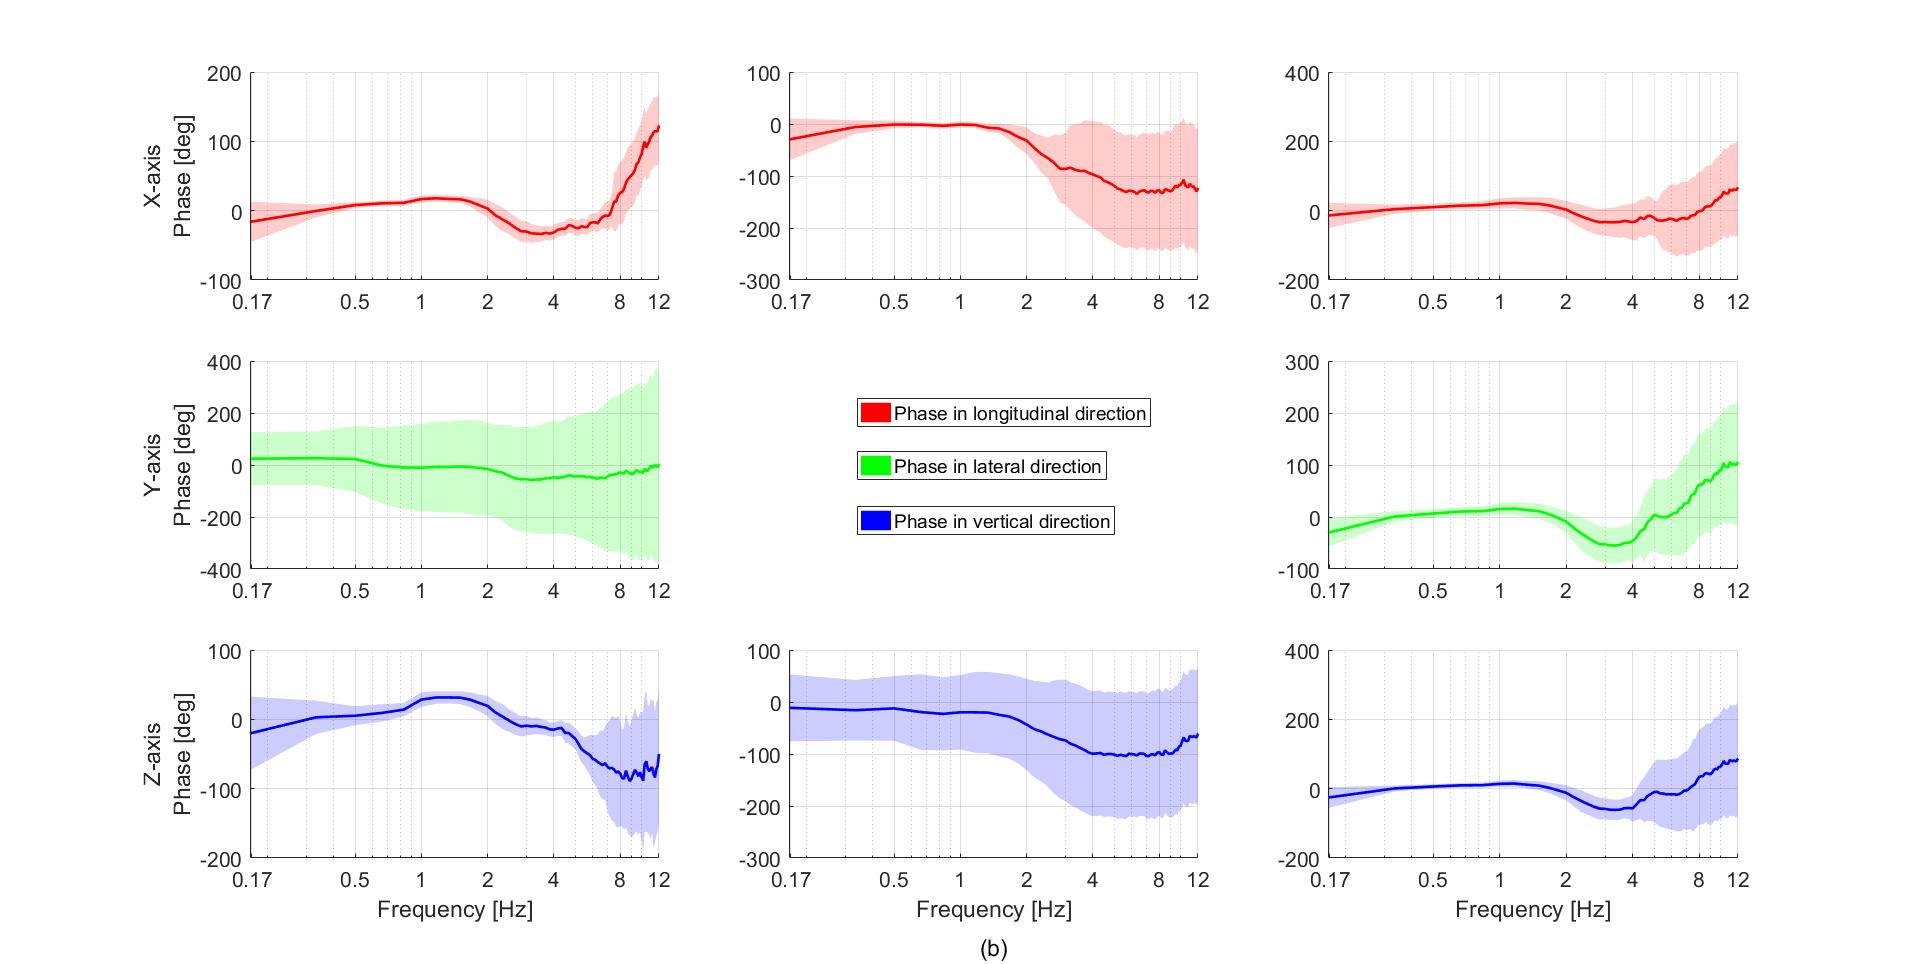 200
100
0
-100
X-axis
Phase [deg]
0.17 0.5 1 2 4 8 12
100
0
-100
-200
-300
0.17 0.5 1 2 4 8 12
400
200
0
-200
0.17 0.5 1 2 4 8 12
400
200
0
-200
-400
Y-axis
Phase [deg]
0.17 0.5 1 2 4 8 12
Phase in longitudinal direction
Phase in lateral direction
Phase in vertical direction
300
200
100
0
-100
0.17 0.5 1 2 4 8 12
100
0
-100
-200
Z-axis
Phase [deg]
0.17 0.5 1 2 4 8 12
Frequency [Hz]
100
0
-100
-200
-300
0.17 0.5 1 2 4 8 12
Frequency [Hz]
400
200
0
-200
0.17 0.5 1 2 4 8 12
Frequency [Hz]
(b)